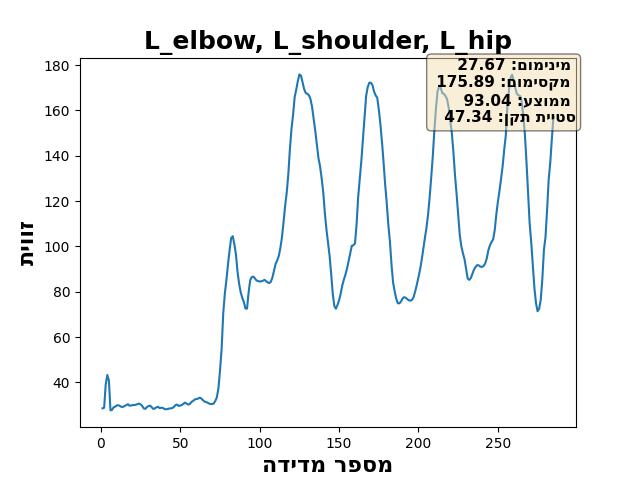 L_elbow, L_shoulder, L_hip
מינימום: 27.67
מקסימום: 175.89
ממוצע: 93.04
סטיית תקן: 47.34
180
160
140
120
100
80
60
40
זווית
0 50 100 150 200 250
מספר מדידה